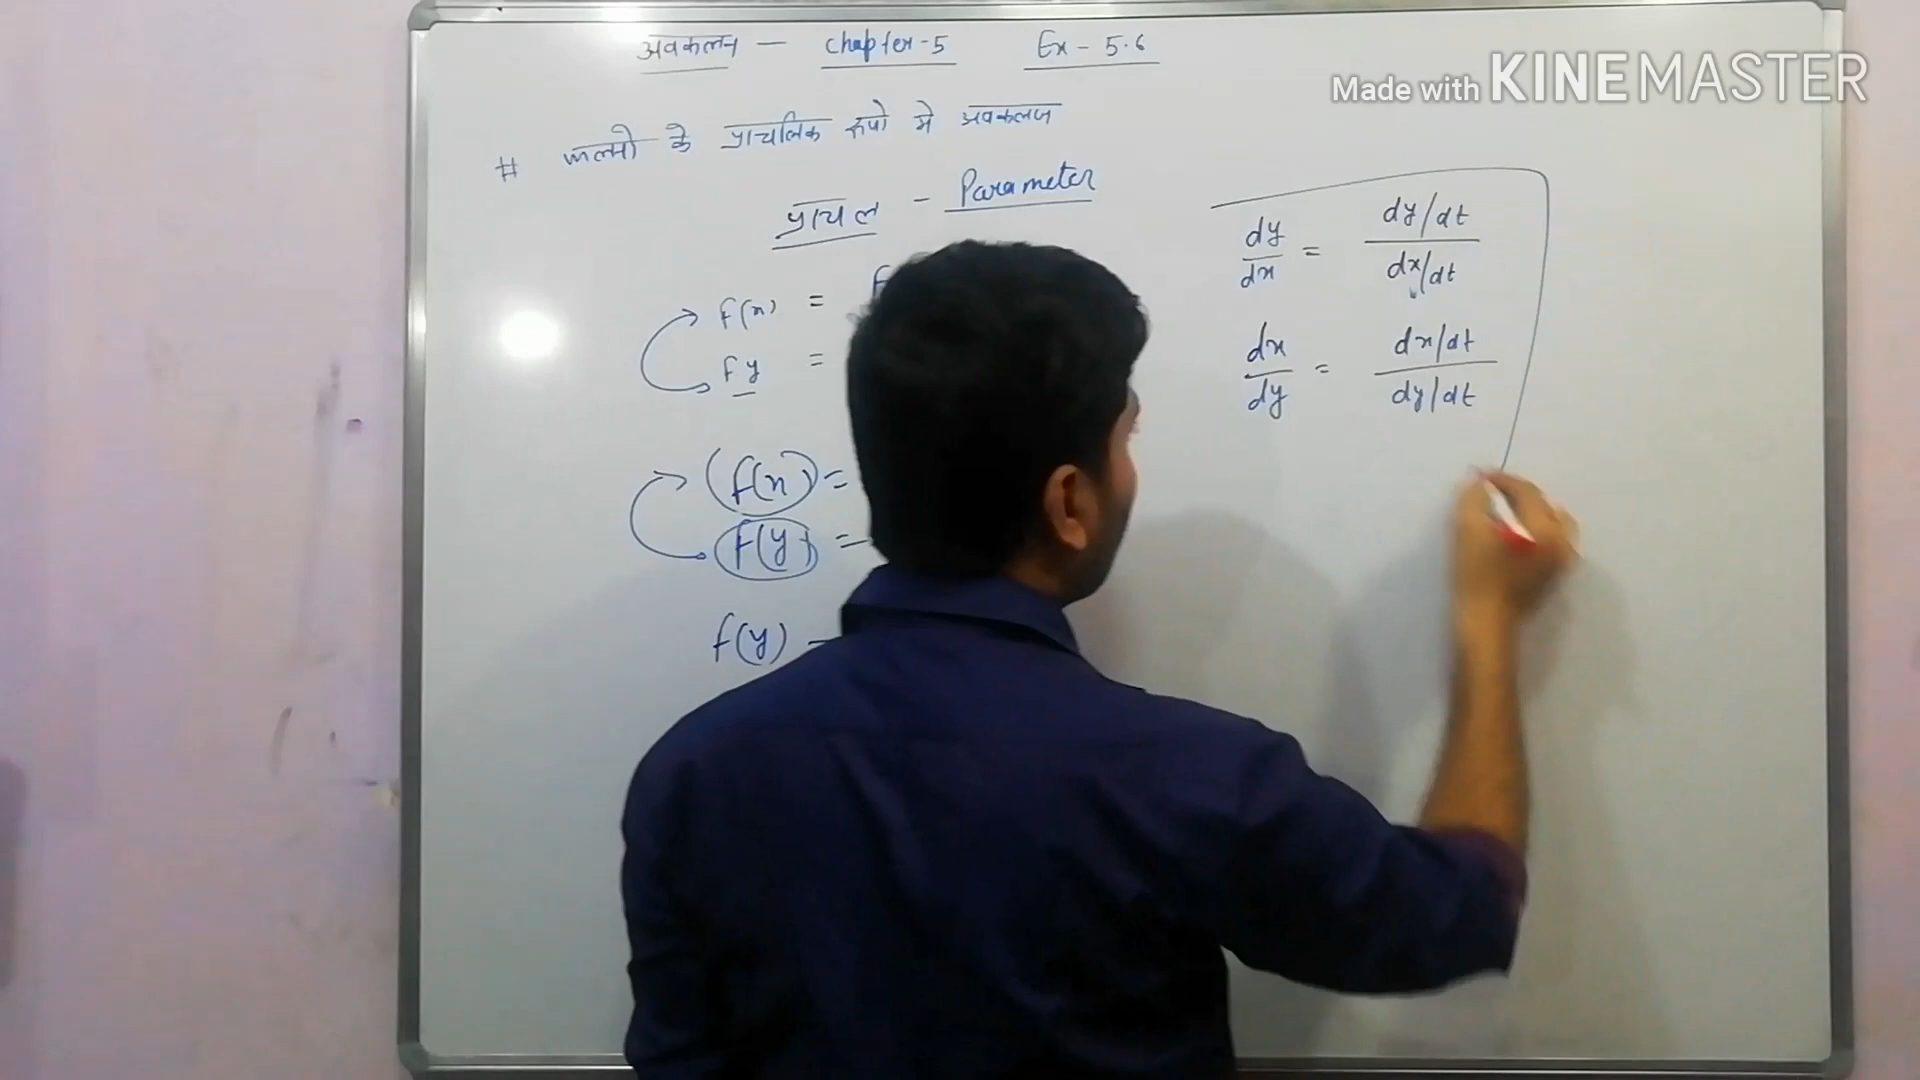 अवकलन — Chapter-5 Ex - 5.6
Made with KINEMASTER
# फलनो के प्राचलिक रूपो मे अवकलज
प्राचल - Parameter
f(x) =
fy =
(f(x)) =
f(y) =
f(y) -
dy/dx = dy/dt / dx/dt
dx/dy = dx/dt / dy/dt